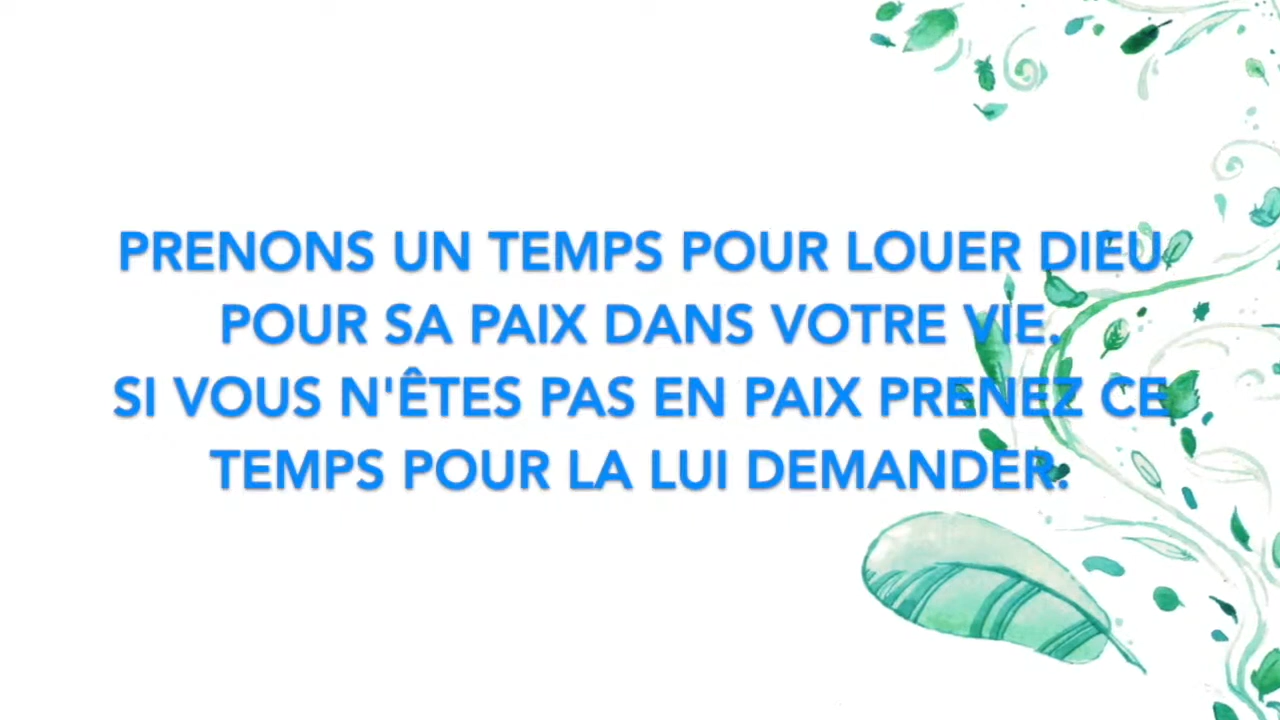 PRENONS UN TEMPS POUR LOUER DIEU
POUR SA PAIX DANS VOTRE VIE.
SI VOUS N'ÊTES PAS EN PAIX PRENEZ CE
TEMPS POUR LA LUI DEMANDER.